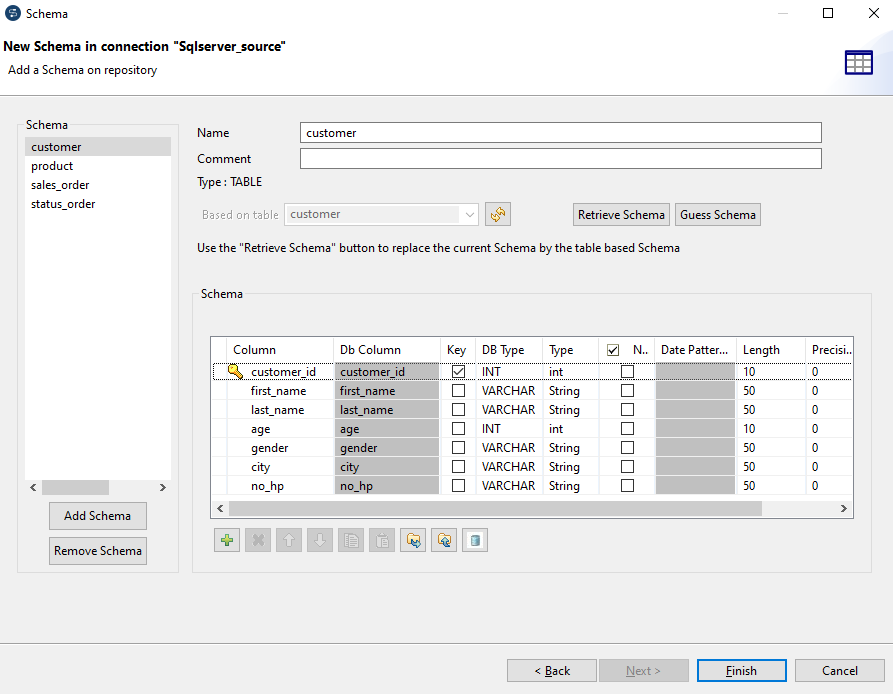 Schema
New Schema in connection "Sqlserver_source"
Add a Schema on repository
Schema
customer
product
sales_order
status_order
Add Schema
Remove Schema
Name customer
Comment
Type : TABLE
Based on table customer Retrieve Schema Guess Schema
Use the "Retrieve Schema" button to replace the current Schema by the table based Schema
Schema
Column Db Column Key DB Type Type N.. Date Patter... Length Precisi...
customer_id customer_id INT int 10 0
first_name first_name VARCHAR String 50 0
last_name last_name VARCHAR String 50 0
age age INT int 10 0
gender gender VARCHAR String 50 0
city city VARCHAR String 50 0
no_hp no_hp VARCHAR String 50 0
< Back Next > Finish Cancel